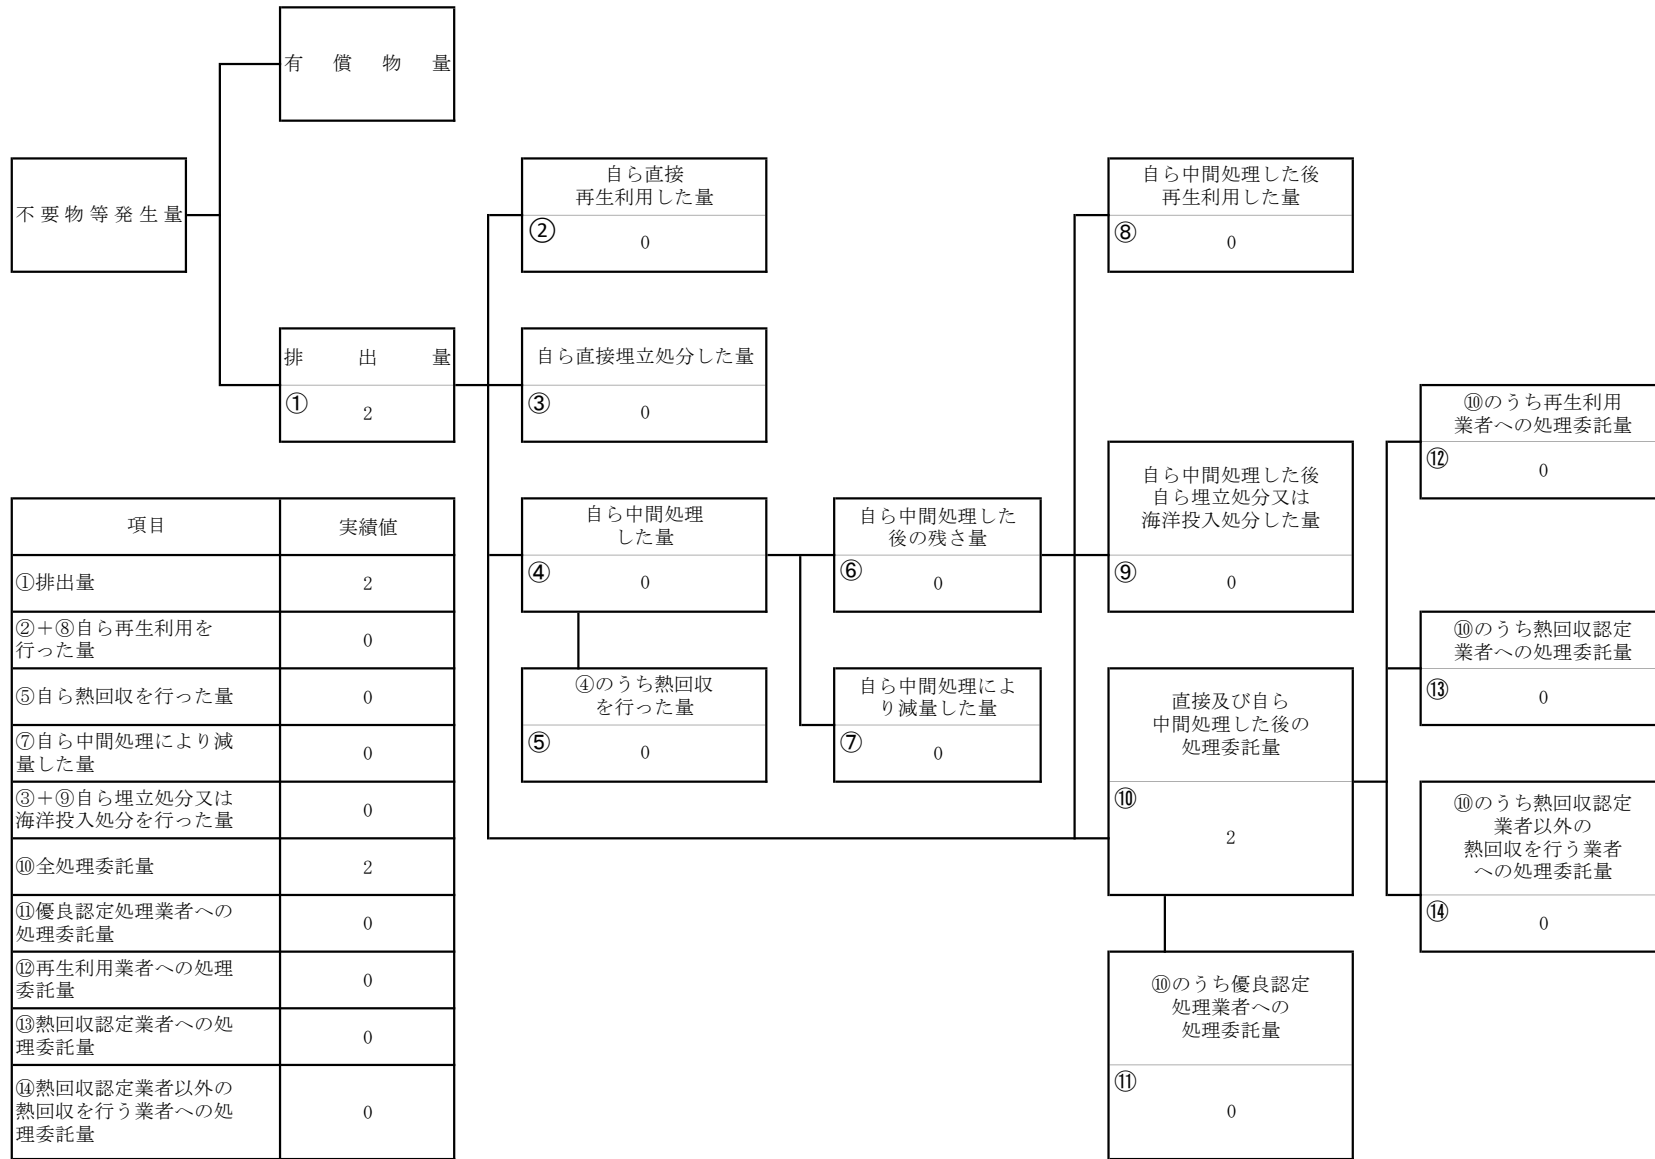 有償物量
不要物等発生量
排出量
①
2
自ら直接
再生利用した量
②
0
自ら直接埋立処分した量
③
0
自ら中間処理
した量
④
0
④のうち熱回収
を行った量
⑤
0
自ら中間処理した
後の残さ量
⑥
0
自ら中間処理によ
り減量した量
⑦
0
自ら中間処理した後
再生利用した量
⑧
0
自ら中間処理した後
自ら埋立処分又は
海洋投入処分した量
⑨
0
直接及び自ら
中間処理した後の
処理委託量
⑩
2
⑩のうち優良認定
処理業者への
処理委託量
⑪
0
⑩のうち再生利用
業者への処理委託量
⑫
0
⑩のうち熱回収認定
業者への処理委託量
⑬
0
⑩のうち熱回収認定
業者以外の
熱回収を行う業者
への処理委託量
⑭
0
項目 実績値
①排出量 2
②+⑧自ら再生利用を
行った量 0
⑤自ら熱回収を行った量 0
⑦自ら中間処理により減
量した量 0
③+⑨自ら埋立処分又は
海洋投入処分を行った量 0
⑩全処理委託量 2
⑪優良認定処理業者への
処理委託量 0
⑫再生利用業者への処理
委託量 0
⑬熱回収認定業者への処
理委託量 0
⑭熱回収認定業者以外の
熱回収を行う業者への処
理委託量 0